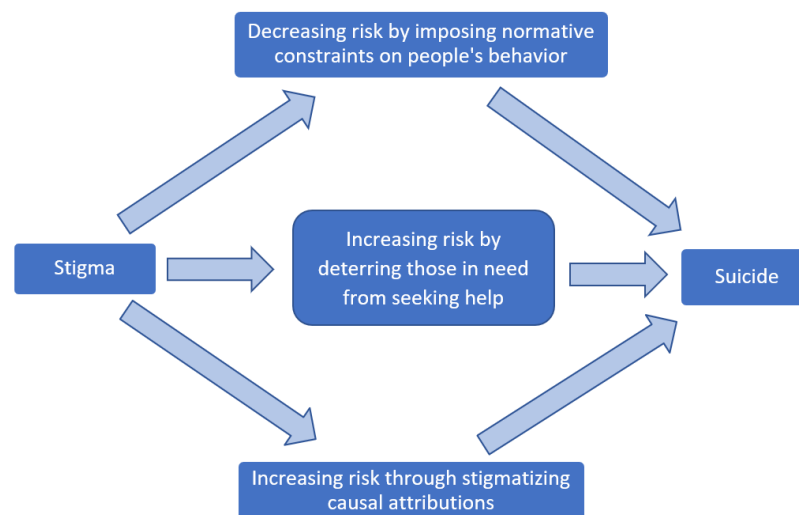 Decreasing risk by imposing normative
constraints on people's behavior
Stigma
Increasing risk by
deterring those in need
from seeking help
Suicide
Increasing risk through stigmatizing
causal attributions